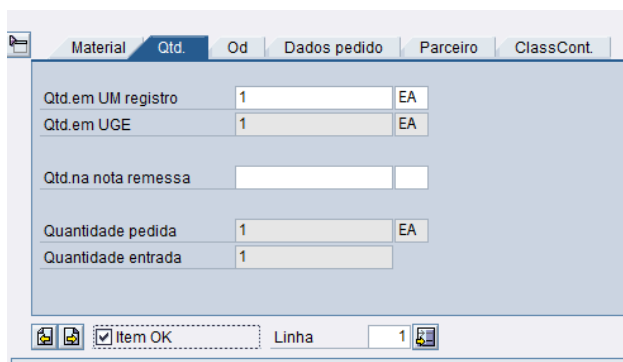 Material Qtd. Od Dados pedido Parceiro ClassCont.
Qtd.em UM registro 1 EA
Qtd.em UGE 1 EA
Qtd.na nota remessa
Quantidade pedida 1 EA
Quantidade entrada 1
Item OK Linha 1